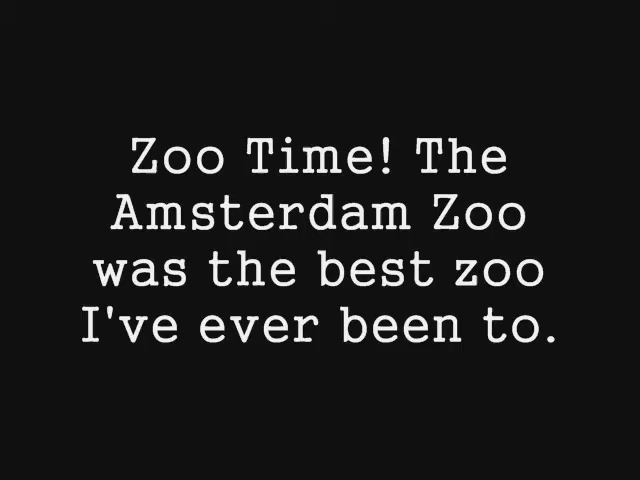 Zoo Time! The
Amsterdam Zoo
was the best zoo
I've ever been to.